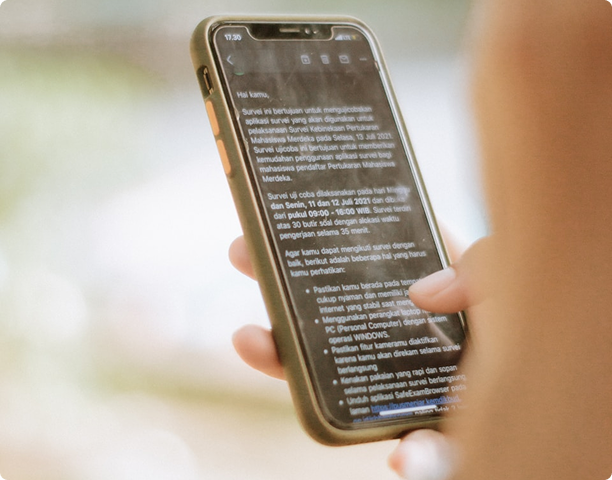 17.30
Hai kamu,
Survei ini bertujuan untuk mengujicobakan
aplikasi survei yang akan digunakan untuk
pelaksanaan Survei Kebinekaan Pertukaran
Mahasiswa Merdeka pada Selasa, 13 Juli 2021
Survei ujicoba ini bertujuan untuk memberikan
kemudahan penggunaan aplikasi survei bagi
mahasiswa pendaftar Pertukaran Mahasiswa
Merdeka.
Survei uji coba dilaksanakan pada hari
dan Senin, 11 dan 12 Juli 2021 dan
dari pukul 09:00 - 16:00 WIB. Survei terdiri
atas 30 butir soal dengan alokasi waktu
pengerjaan selama 35 menit.
Agar kamu dapat mengikuti survei dengan
baik, berikut adalah beberapa hal yang harus
kamu perhatikan:
• Pastikan kamu berada pada
cukup nyaman dan memiliki
internet yang stabil saat
• Menggunakan perangkat laptop
PC (Personal Computer) dengan sistem
operasi WINDOWS.
• Pastikan fitur kameramu diaktifkan
karena kamu akan direkam selama survei
berlangsung
• Kenakan pakaian yang rapi dan sopan
selama pelaksanaan survei berlangsung
• Unduh aplikasi SafeExamBrowser pada
laman